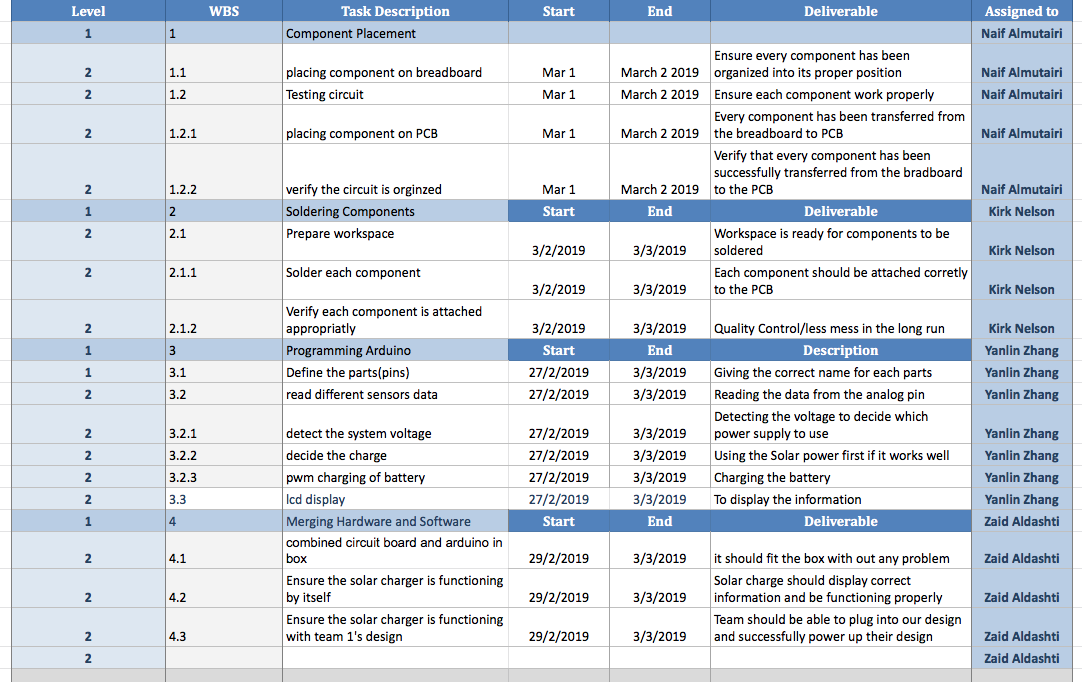 Level WBS Task Description Start End Deliverable Assigned to
1 1 Component Placement Naif Almutairi
Ensure every component has been
2 1.1 placing component on breadboard Mar 1 March 2 2019 organized into its proper position Naif Almutairi
2 1.2 Testing circuit Mar 1 March 2 2019 Ensure each component work properly Naif Almutairi
Every component has been transferred from
2 1.2.1 placing component on PCB Mar 1 March 2 2019 the breadboard to PCB Naif Almutairi
Verify that every component has been
successfully transferred from the bradboard
2 1.2.2 verify the circuit is orginzed Mar 1 March 2 2019 to the PCB Naif Almutairi
1 2 Soldering Components Start End Deliverable Kirk Nelson
2 2.1 Prepare workspace Workspace is ready for components to be
3/2/2019 3/3/2019 soldered Kirk Nelson
2 2.1.1 Solder each component Each component should be attached corretly
3/2/2019 3/3/2019 to the PCB Kirk Nelson
Verify each component is attached
2 2.1.2 appropriatly 3/2/2019 3/3/2019 Quality Control/less mess in the long run Kirk Nelson
1 3 Programming Arduino Start End Description Yanlin Zhang
1 3.1 Define the parts(pins) 27/2/2019 3/3/2019 Giving the correct name for each parts Yanlin Zhang
2 3.2 read different sensors data 27/2/2019 3/3/2019 Reading the data from the analog pin Yanlin Zhang
Detecting the voltage to decide which
2 3.2.1 detect the system voltage 27/2/2019 3/3/2019 power supply to use Yanlin Zhang
2 3.2.2 decide the charge 27/2/2019 3/3/2019 Using the Solar power first if it works well Yanlin Zhang
2 3.2.3 pwm charging of battery 27/2/2019 3/3/2019 Charging the battery Yanlin Zhang
2 3.3 lcd display 27/2/2019 3/3/2019 To display the information Yanlin Zhang
1 4 Merging Hardware and Software Start End Deliverable Zaid Aldashti
combined circuit board and arduino in
2 4.1 box 29/2/2019 3/3/2019 it should fit the box with out any problem Zaid Aldashti
Ensure the solar charger is functioning Solar charge should display correct
2 4.2 by itself 29/2/2019 3/3/2019 information and be functioning properly Zaid Aldashti
Ensure the solar charger is functioning Team should be able to plug into our design
2 4.3 with team 1's design 29/2/2019 3/3/2019 and successfully power up their design Zaid Aldashti
2 Zaid Aldashti